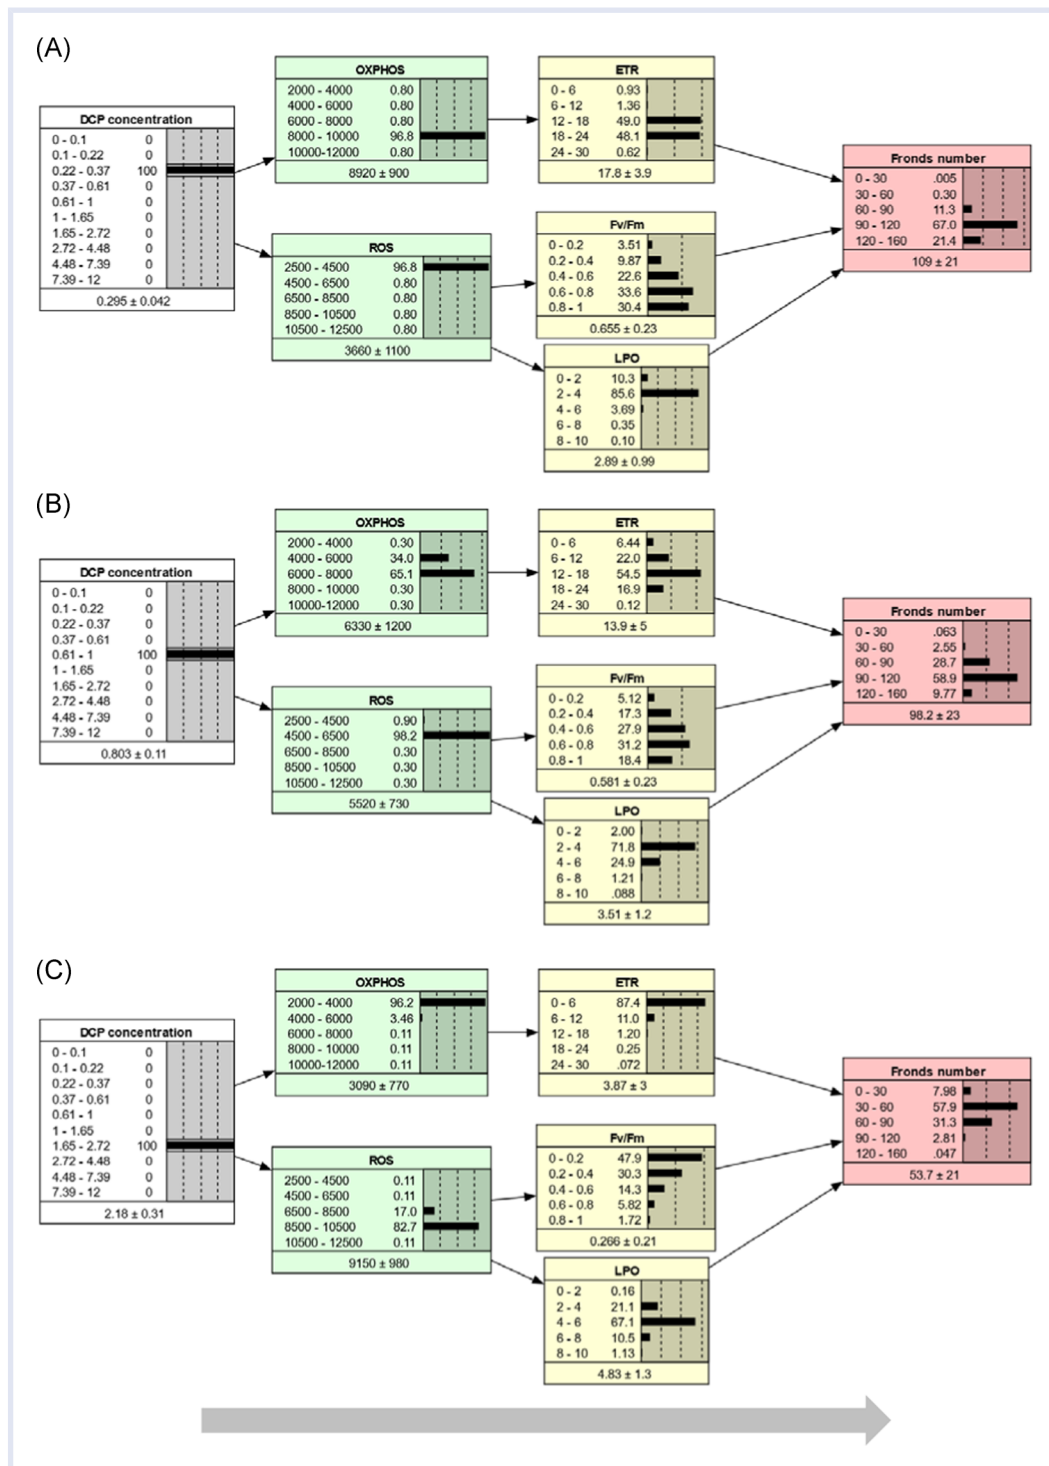 (A)
DCP concentration
0 - 0.1 0
0.1 - 0.22 0
0.22 - 0.37 100
0.37 - 0.61 0
0.61 - 1 0
1 - 1.65 0
1.65 - 2.72 0
2.72 - 4.48 0
4.48 - 7.39 0
7.39 - 12 0
0.295 ± 0.042
OXPHOS
2000 - 4000 0.80
4000 - 6000 0.80
6000 - 8000 0.80
8000 - 10000 96.8
10000-12000 0.80
8920 ± 900
ROS
2500 - 4500 96.8
4500 - 6500 0.80
6500 - 8500 0.80
8500 - 10500 0.80
10500 - 12500 0.80
3660 ± 1100
ETR
0 - 6 0.93
6 - 12 1.36
12 - 18 49.0
18 - 24 48.1
24 - 30 0.62
17.8 ± 3.9
Fv/Fm
0 - 0.2 3.51
0.2 - 0.4 9.87
0.4 - 0.6 22.6
0.6 - 0.8 33.6
0.8 - 1 30.4
0.655 ± 0.23
LPO
0 - 2 10.3
2 - 4 85.6
4 - 6 3.69
6 - 8 0.35
8 - 10 0.10
2.89 ± 0.99
Fronds number
0 - 30 .005
30 - 60 0.30
60 - 90 11.3
90 - 120 67.0
120 - 160 21.4
109 ± 21
(B)
DCP concentration
0 - 0.1 0
0.1 - 0.22 0
0.22 - 0.37 0
0.37 - 0.61 0
0.61 - 1 100
1 - 1.65 0
1.65 - 2.72 0
2.72 - 4.48 0
4.48 - 7.39 0
7.39 - 12 0
0.803 ± 0.11
OXPHOS
2000 - 4000 0.30
4000 - 6000 34.0
6000 - 8000 65.1
8000 - 10000 0.30
10000-12000 0.30
6330 ± 1200
ROS
2500 - 4500 0.90
4500 - 6500 98.2
6500 - 8500 0.30
8500 - 10500 0.30
10500 - 12500 0.30
5520 ± 730
ETR
0 - 6 6.44
6 - 12 22.0
12 - 18 54.5
18 - 24 16.9
24 - 30 0.12
13.9 ± 5
Fv/Fm
0 - 0.2 5.12
0.2 - 0.4 17.3
0.4 - 0.6 27.9
0.6 - 0.8 31.2
0.8 - 1 18.4
0.581 ± 0.23
LPO
0 - 2 2.00
2 - 4 71.8
4 - 6 24.9
6 - 8 1.21
8 - 10 .088
3.51 ± 1.2
Fronds number
0 - 30 .063
30 - 60 2.55
60 - 90 28.7
90 - 120 58.9
120 - 160 9.77
98.2 ± 23
(C)
DCP concentration
0 - 0.1 0
0.1 - 0.22 0
0.22 - 0.37 0
0.37 - 0.61 0
0.61 - 1 0
1 - 1.65 0
1.65 - 2.72 100
2.72 - 4.48 0
4.48 - 7.39 0
7.39 - 12 0
2.18 ± 0.31
OXPHOS
2000 - 4000 96.2
4000 - 6000 3.46
6000 - 8000 0.11
8000 - 10000 0.11
10000-12000 0.11
3090 ± 770
ROS
2500 - 4500 0.11
4500 - 6500 0.11
6500 - 8500 17.0
8500 - 10500 82.7
10500 - 12500 0.11
9150 ± 980
ETR
0 - 6 87.4
6 - 12 11.0
12 - 18 1.20
18 - 24 0.25
24 - 30 .072
3.87 ± 3
Fv/Fm
0 - 0.2 47.9
0.2 - 0.4 30.3
0.4 - 0.6 14.3
0.6 - 0.8 5.82
0.8 - 1 1.72
0.266 ± 0.21
LPO
0 - 2 0.16
2 - 4 21.1
4 - 6 67.1
6 - 8 10.5
8 - 10 1.13
4.83 ± 1.3
Fronds number
0 - 30 7.98
30 - 60 57.9
60 - 90 31.3
90 - 120 2.81
120 - 160 .047
53.7 ± 21